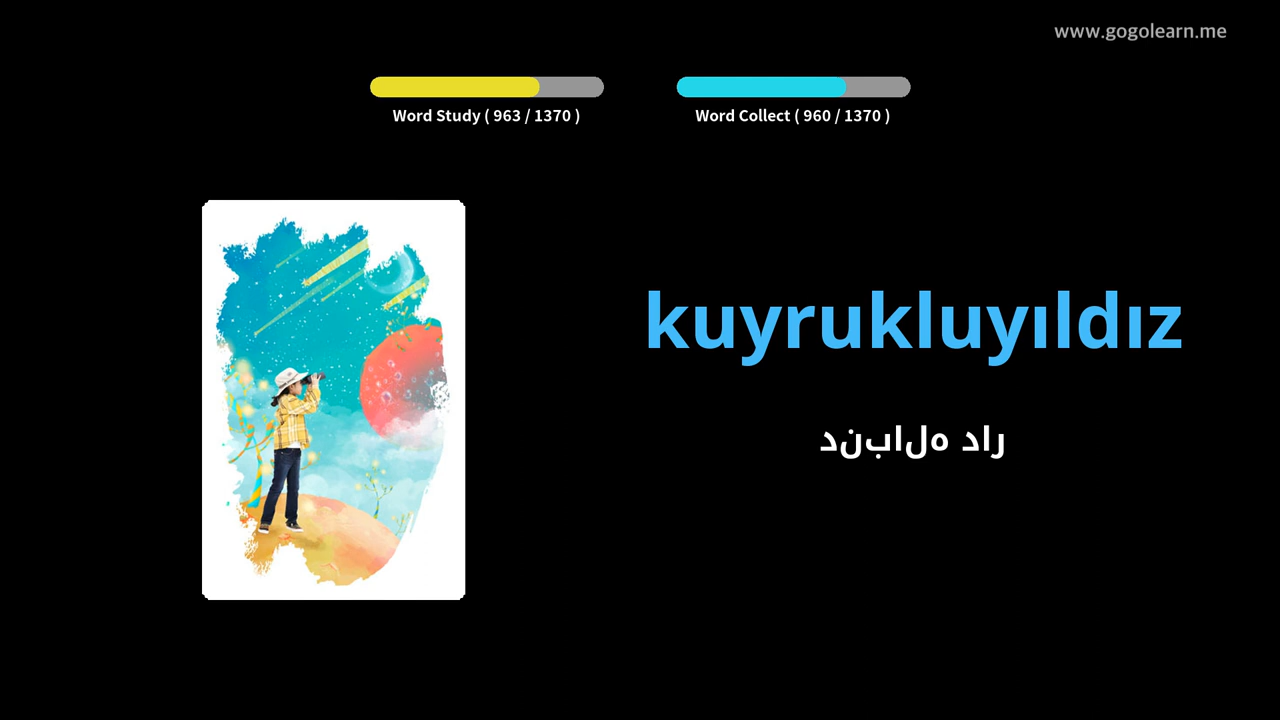 www.gogolearn.me
Word Study ( 963 / 1370 )
Word Collect ( 960 / 1370 )
kuyrukluyıldız
دنباله دار